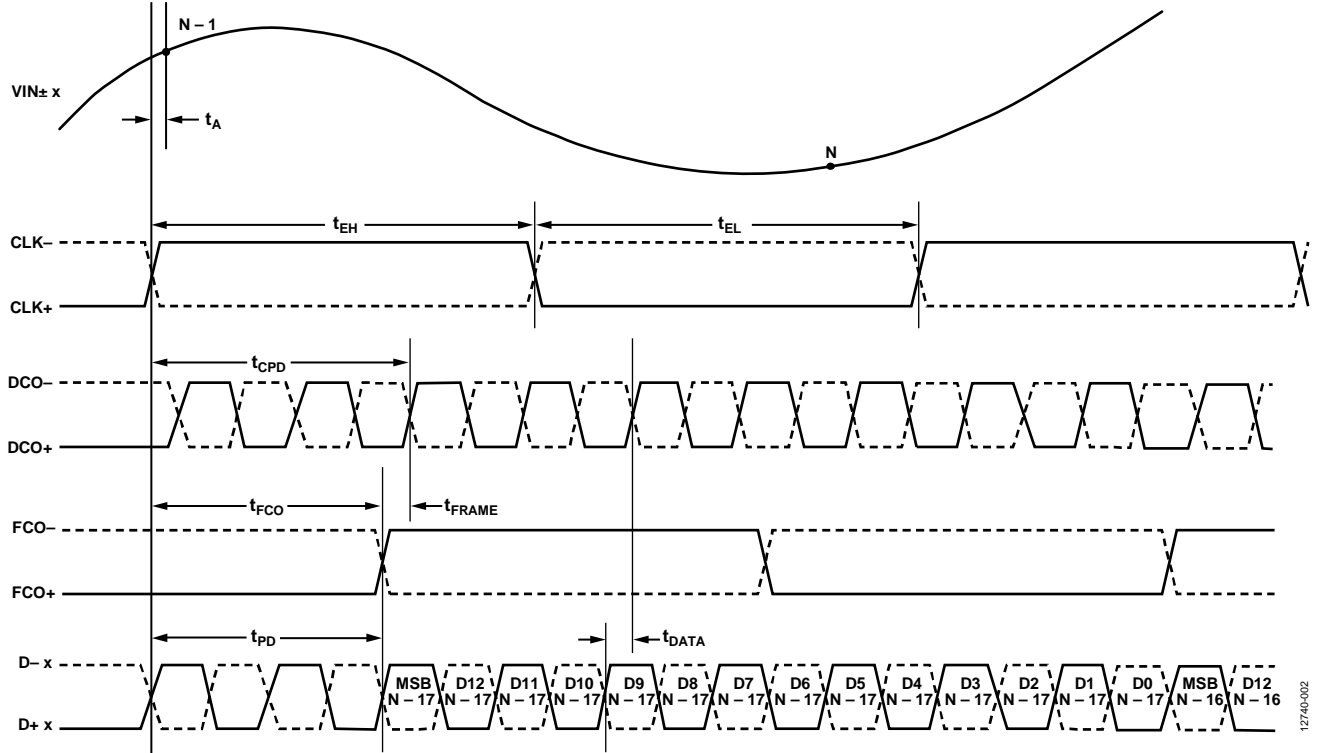 N – 1
VIN± x
tA
N
tEH
tEL
CLK–
CLK+
tCPD
DCO–
DCO+
tFCO
tFRAME
FCO–
FCO+
tPD
tDATA
D– x
MSB D12 D11 D10 D9 D8 D7 D6 D5 D4 D3 D2 D1 D0 MSB D12
N – 17 N – 17 N – 17 N – 17 N – 17 N – 17 N – 17 N – 17 N – 17 N – 17 N – 17 N – 17 N – 17 N – 17 N – 16 N – 16
D+ x
12740-002